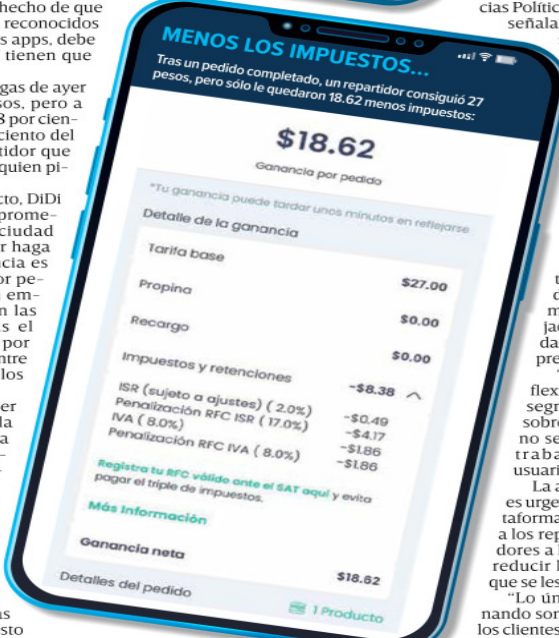 hecho de que
reconocidos
s apps, debe
tienen que
gas de ayer
sos, pero a
8 por cien-
ciento del
tidor que
quien pi-
cto, DiDi
prome-
ciudad
r haga
cia es
or pe-
em-
n las
s el
por
ntre
los
er
la
a
-
as
sto
MENOS LOS IMPUESTOS...
Tras un pedido completado, un repartidor consiguió 27
pesos, pero sólo le quedaron 18.62 menos impuestos:
$18.62
Ganancia por pedido
*Tu ganancia puede tardar unos minutos en reflejarse
Detalle de la ganancia
Tarifa base $27.00
Propina $0.00
Recargo $0.00
Impuestos y retenciones -$8.38
ISR (sujeto a ajustes) ( 2.0%) -$0.49
Penalización RFC ISR ( 17.0%) -$4.17
IVA ( 8.0%) -$1.86
Penalización RFC IVA ( 8.0%) -$1.86
Registra tu RFC válido ante el SAT aquí y evita
pagar el triple de impuestos.
Más Información
Ganancia neta $18.62
Detalles del pedido 1 Producto
cias Polític
señala
t
d
m
jac
da
pre
"
flex
segr
sobre
no se
traba
usuari
La a
es urge
taforma
a los rep
dores a l
reducir l
que se les
“Lo ún
nando son
los clientes